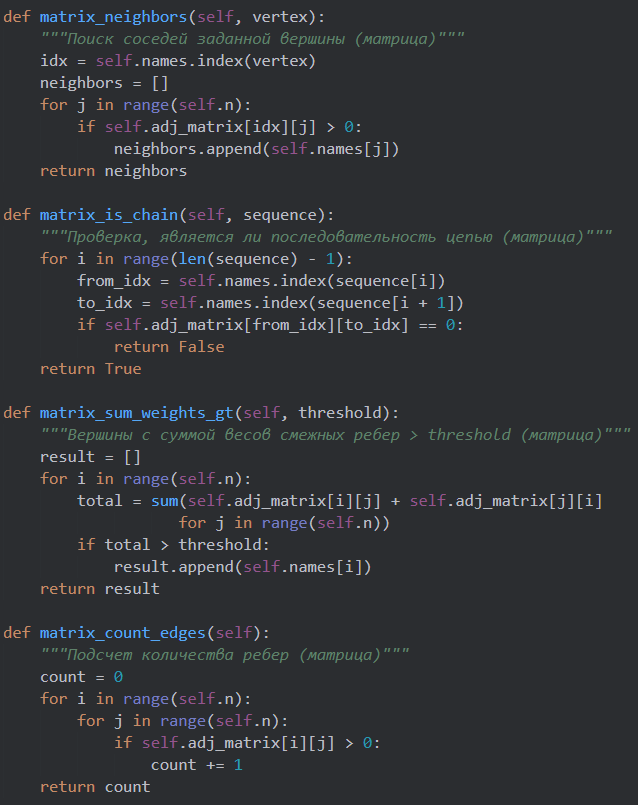 def matrix_neighbors(self, vertex):
    """Поиск соседей заданной вершины (матрица)"""
    idx = self.names.index(vertex)
    neighbors = []
    for j in range(self.n):
        if self.adj_matrix[idx][j] > 0:
            neighbors.append(self.names[j])
    return neighbors

def matrix_is_chain(self, sequence):
    """Проверка, является ли последовательность цепью (матрица)"""
    for i in range(len(sequence) - 1):
        from_idx = self.names.index(sequence[i])
        to_idx = self.names.index(sequence[i + 1])
        if self.adj_matrix[from_idx][to_idx] == 0:
            return False
    return True

def matrix_sum_weights_gt(self, threshold):
    """Вершины с суммой весов смежных ребер > threshold (матрица)"""
    result = []
    for i in range(self.n):
        total = sum(self.adj_matrix[i][j] + self.adj_matrix[j][i]
                   for j in range(self.n))
        if total > threshold:
            result.append(self.names[i])
    return result

def matrix_count_edges(self):
    """Подсчет количества ребер (матрица)"""
    count = 0
    for i in range(self.n):
        for j in range(self.n):
            if self.adj_matrix[i][j] > 0:
                count += 1
    return count